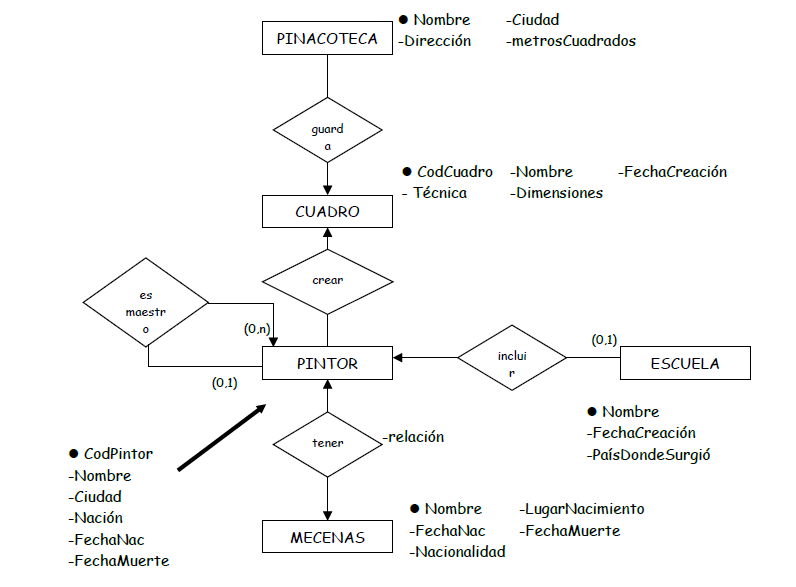 ● Nombre -Ciudad
PINACOTECA
-Dirección -metrosCuadrados
guard
a
● CodCuadro -Nombre -FechaCreación
- Técnica -Dimensiones
CUADRO
es
maestr
o
crear
(0,n)
(0,1)
inclui
r
PINTOR
ESCUELA
(0,1)
● Nombre
-FechaCreación
-PaísDondeSurgió
tener
-relación
● CodPintor
-Nombre
-Ciudad
-Nación
-FechaNac
-FechaMuerte
● Nombre -LugarNacimiento
-FechaNac -FechaMuerte
-Nacionalidad
MECENAS